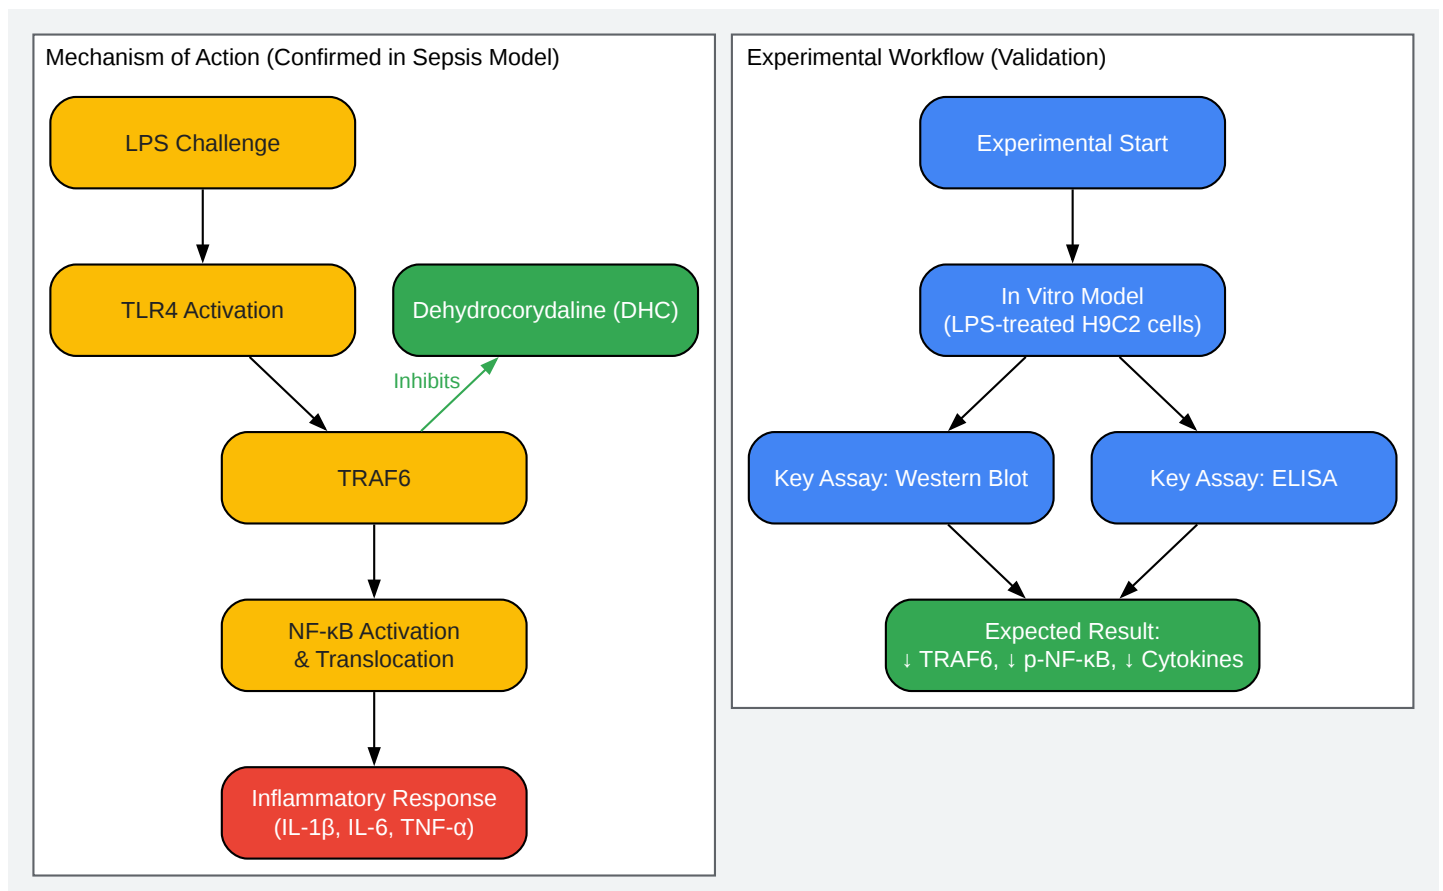 Mechanism of Action (Confirmed in Sepsis Model)
LPS Challenge
TLR4 Activation
Dehydrocorydaline (DHC)
Inhibits
TRAF6
NF-κB Activation
& Translocation
Inflammatory Response
(IL-1β, IL-6, TNF-α)
Experimental Workflow (Validation)
Experimental Start
In Vitro Model
(LPS-treated H9C2 cells)
Key Assay: Western Blot
Key Assay: ELISA
Expected Result:
↓ TRAF6, ↓ p-NF-κB, ↓ Cytokines